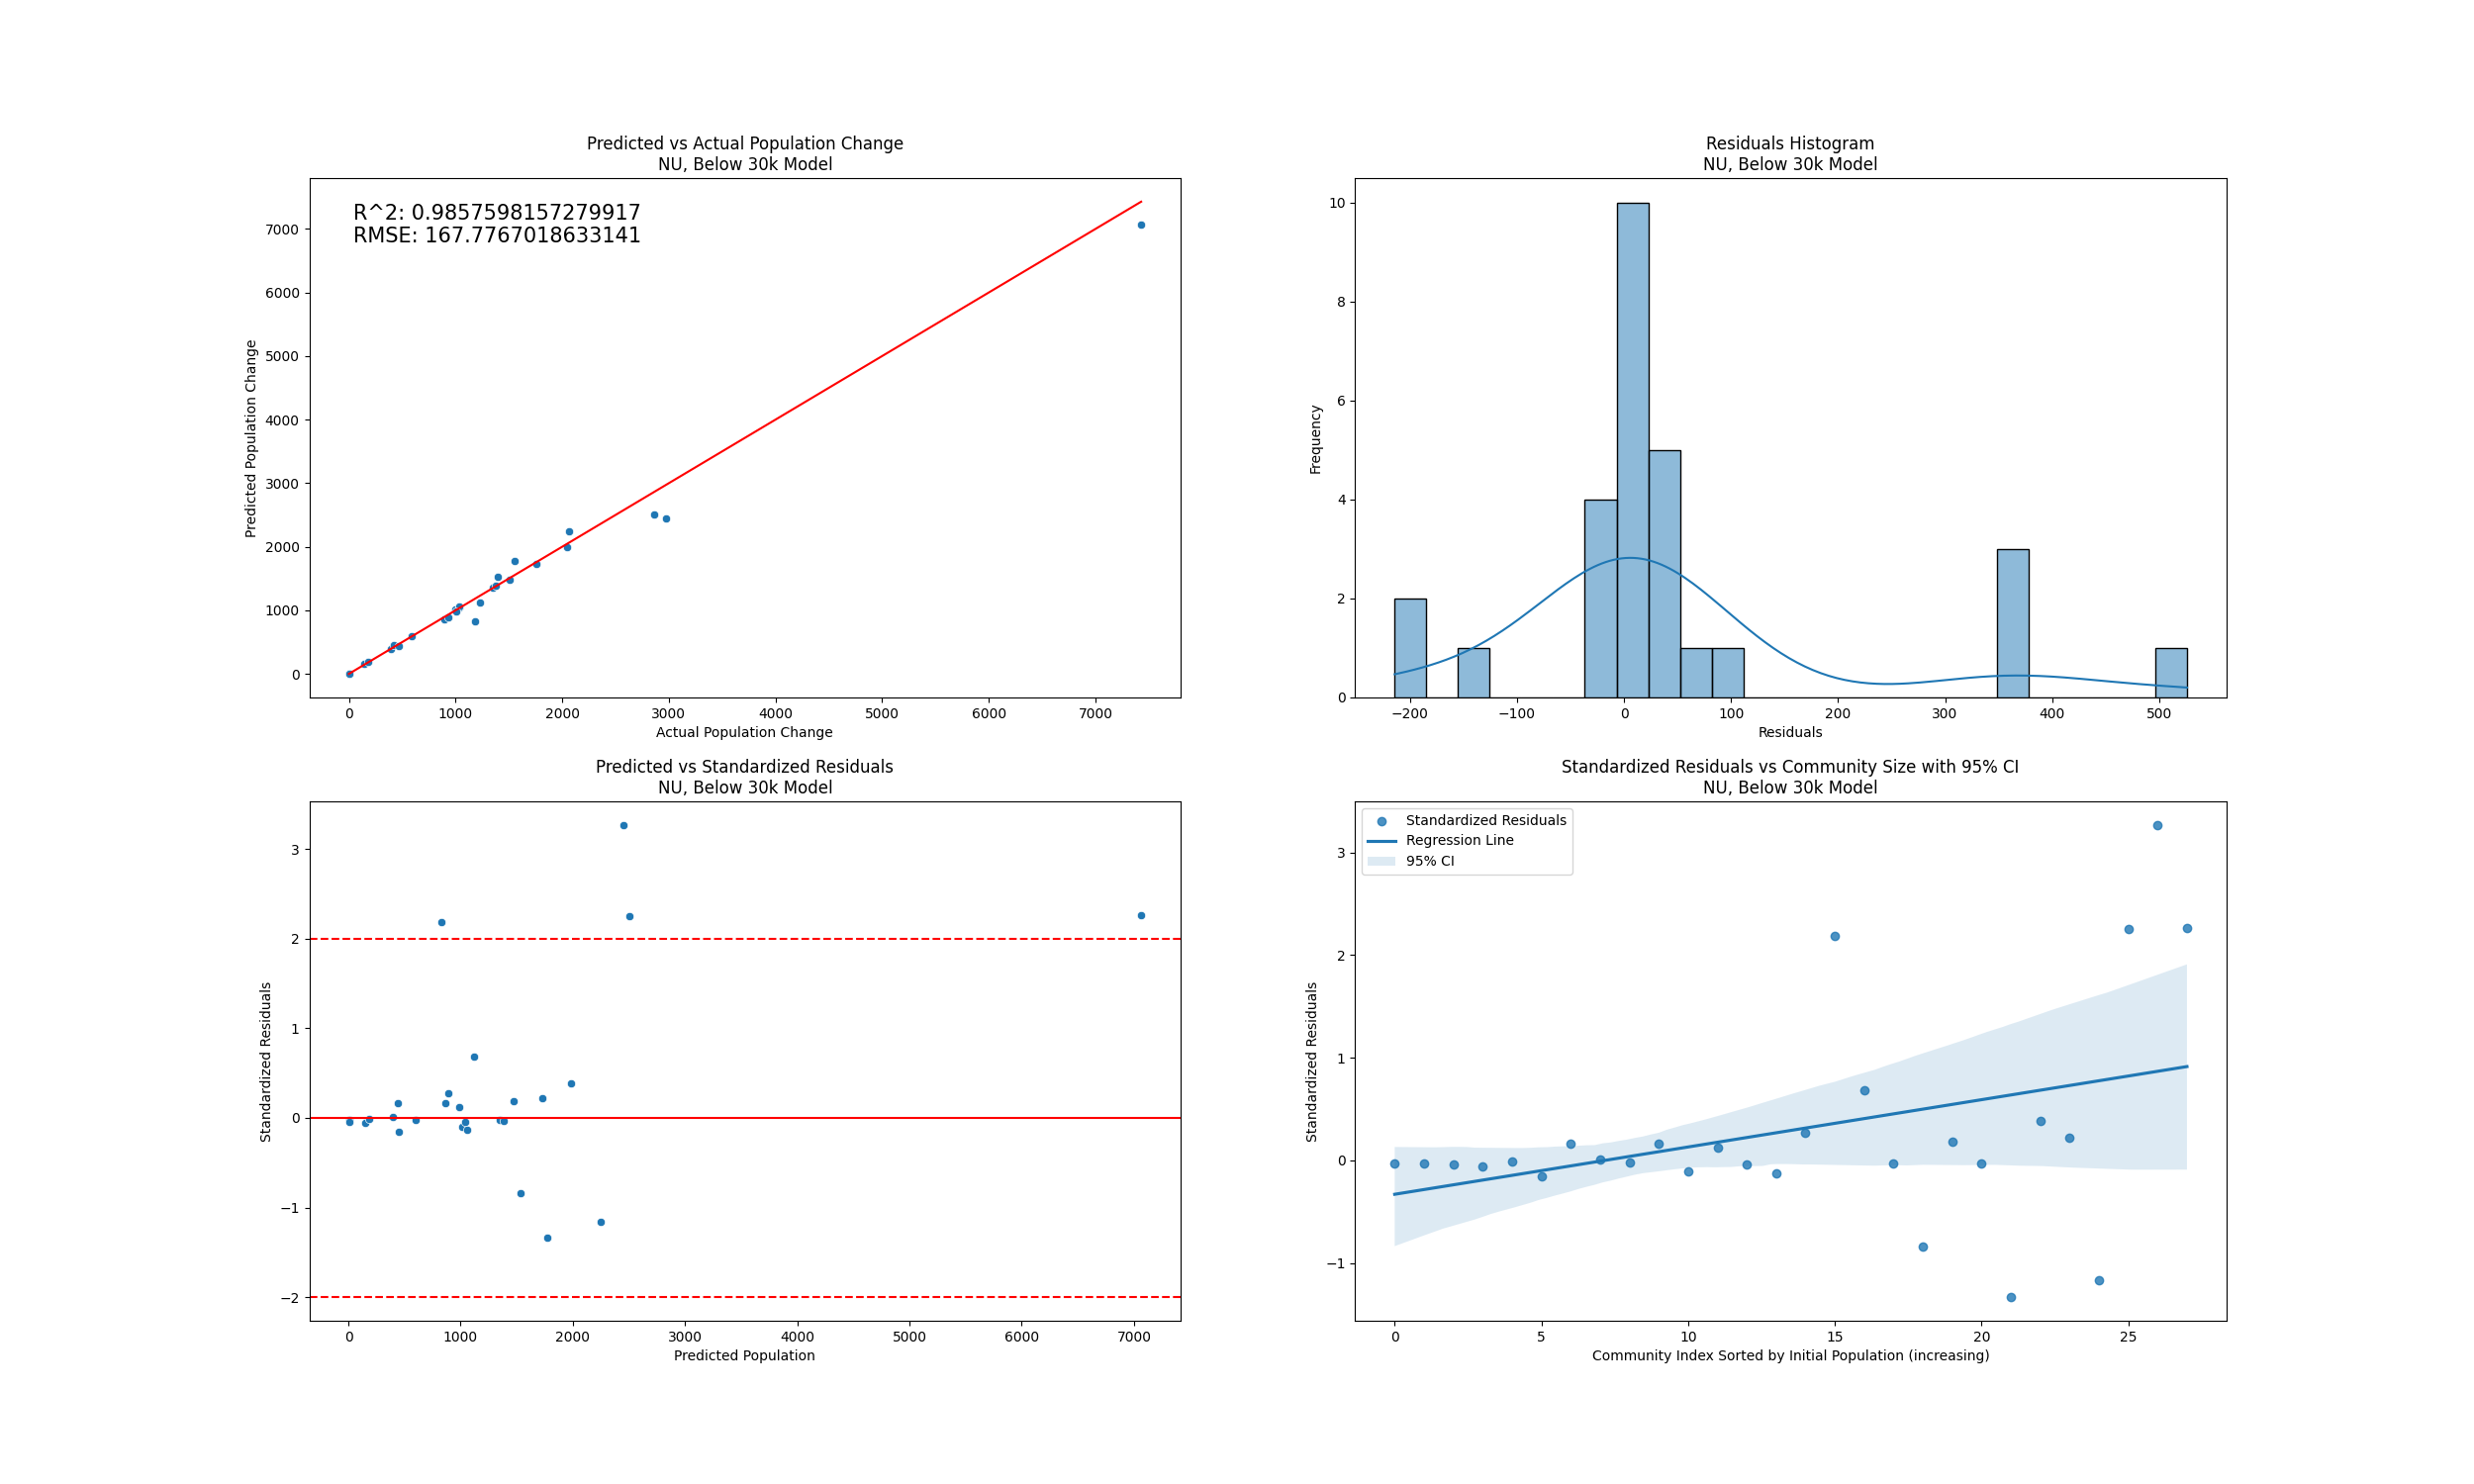 Predicted vs Actual Population Change
NU, Below 30k Model
R^2: 0.9857598157279917
RMSE: 167.7767018633141
7000
6000
5000
4000
3000
2000
1000
0
Predicted Population Change
0 1000 2000 3000 4000 5000 6000 7000
Actual Population Change
Residuals Histogram
NU, Below 30k Model
10
8
6
4
2
0
Frequency
−200 −100 0 100 200 300 400 500
Residuals
Predicted vs Standardized Residuals
NU, Below 30k Model
3
2
1
0
−1
−2
Standardized Residuals
0 1000 2000 3000 4000 5000 6000 7000
Predicted Population
Standardized Residuals vs Community Size with 95% CI
NU, Below 30k Model
Standardized Residuals
Regression Line
95% CI
3
2
1
0
−1
Standardized Residuals
0 5 10 15 20 25
Community Index Sorted by Initial Population (increasing)